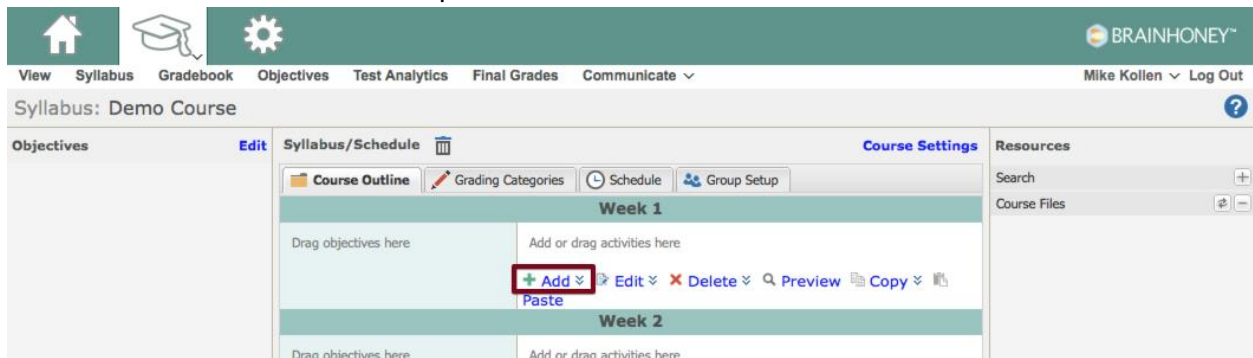 BRAINHONEY™
View Syllabus Gradebook Objectives Test Analytics Final Grades Communicate Mike Kollen Log Out
Syllabus: Demo Course ?
Objectives Edit Syllabus/Schedule Course Settings Resources
Course Outline Grading Categories Schedule Group Setup Search
Course Files
Week 1
Drag objectives here Add or drag activities here
Add Edit Delete Preview Copy
Paste
Week 2
Drag objectives here Add or drag activities here